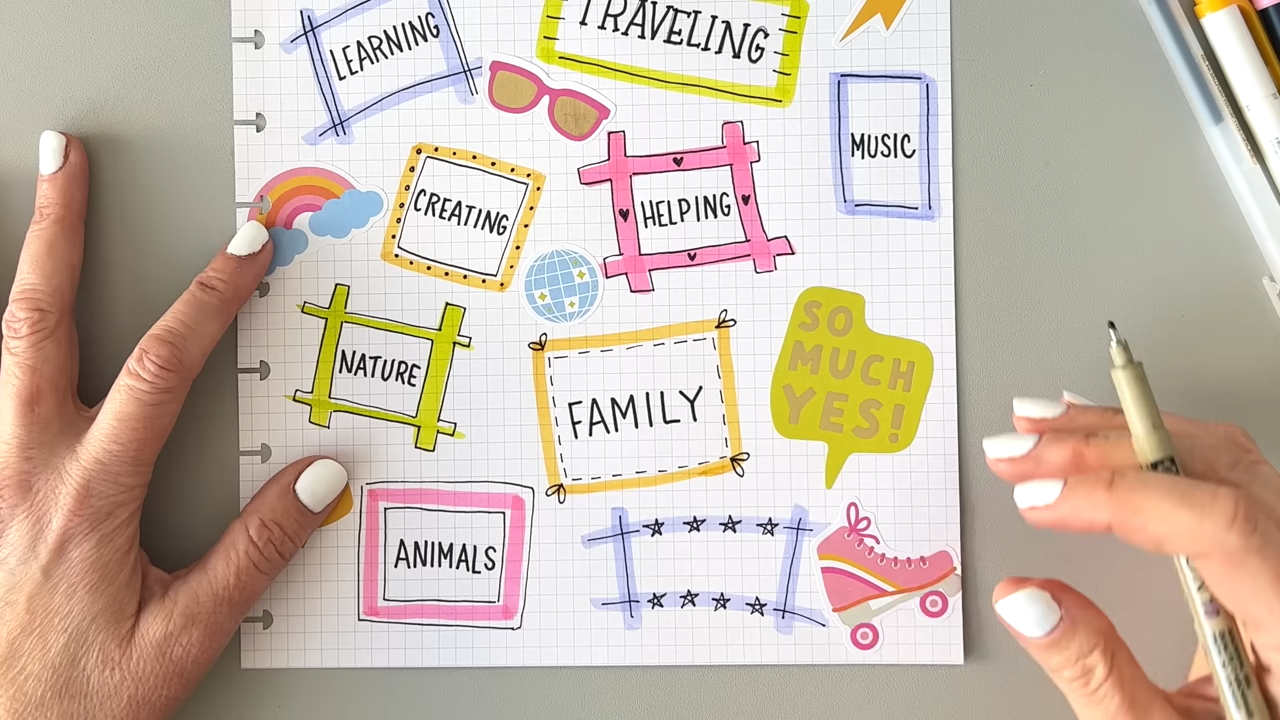 LEARNING
TRAVELING
MUSIC
CREATING
HELPING
NATURE
FAMILY
SO
MUCH
YES!
ANIMALS